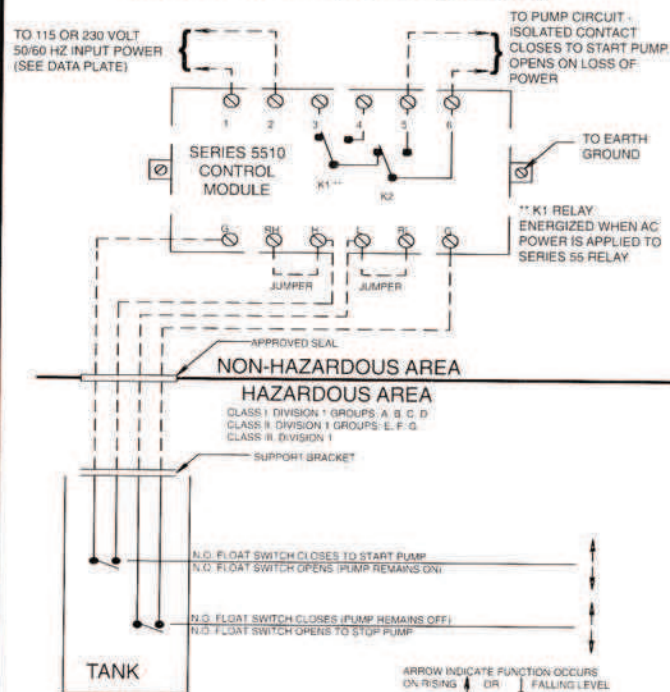 TO 115 OR 230 VOLT
50/60 HZ INPUT POWER
(SEE DATA PLATE)
TO PUMP CIRCUIT -
ISOLATED CONTACT
CLOSES TO START PUMP
OPENS ON LOSS OF
POWER
1 2 3 4 5 6
SERIES 5510
CONTROL
MODULE
K1 **
K2
TO EARTH
GROUND
** K1 RELAY
ENERGIZED WHEN AC
POWER IS APPLIED TO
SERIES 55 RELAY
G RH H L RL G
JUMPER JUMPER
APPROVED SEAL
NON-HAZARDOUS AREA
HAZARDOUS AREA
CLASS I DIVISION 1 GROUPS: A B C D
CLASS II DIVISION 1 GROUPS: E, F, G
CLASS III DIVISION 1
SUPPORT BRACKET
N.O. FLOAT SWITCH CLOSES TO START PUMP
N.O. FLOAT SWITCH OPENS (PUMP REMAINS ON)
N.O. FLOAT SWITCH CLOSES (PUMP REMAINS OFF)
N.O. FLOAT SWITCH OPENS TO STOP PUMP
TANK
ARROW INDICATE FUNCTION OCCURS
ON RISING OR FALLING LEVEL